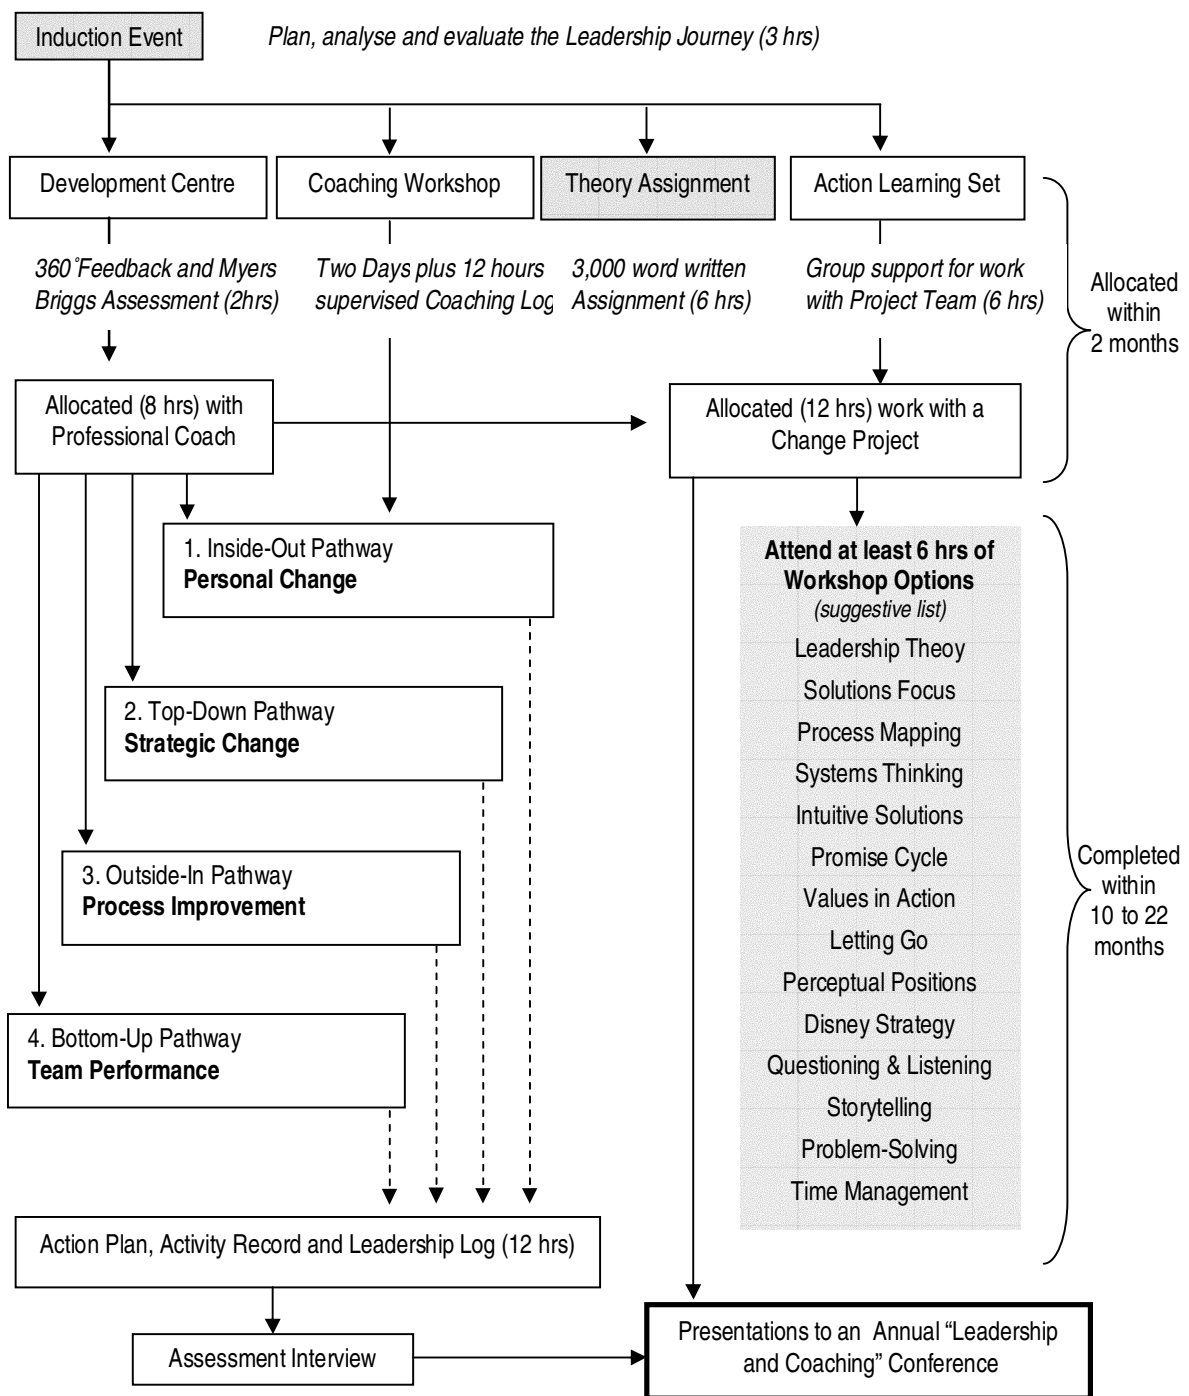 Induction Event
Plan, analyse and evaluate the Leadership Journey (3 hrs)
Development Centre
Coaching Workshop
Theory Assignment
Action Learning Set
360˚Feedback and Myers
Briggs Assessment (2hrs)
Two Days plus 12 hours
supervised Coaching Log
3,000 word written
Assignment (6 hrs)
Group support for work
with Project Team (6 hrs)
Allocated
within
2 months
Allocated (8 hrs) with
Professional Coach
Allocated (12 hrs) work with a
Change Project
1. Inside-Out Pathway
Personal Change
2. Top-Down Pathway
Strategic Change
3. Outside-In Pathway
Process Improvement
4. Bottom-Up Pathway
Team Performance
Attend at least 6 hrs of
Workshop Options
(suggestive list)
Leadership Theoy
Solutions Focus
Process Mapping
Systems Thinking
Intuitive Solutions
Promise Cycle
Values in Action
Letting Go
Perceptual Positions
Disney Strategy
Questioning & Listening
Storytelling
Problem-Solving
Time Management
Completed
within
10 to 22
months
Action Plan, Activity Record and Leadership Log (12 hrs)
Assessment Interview
Presentations to an Annual “Leadership
and Coaching” Conference